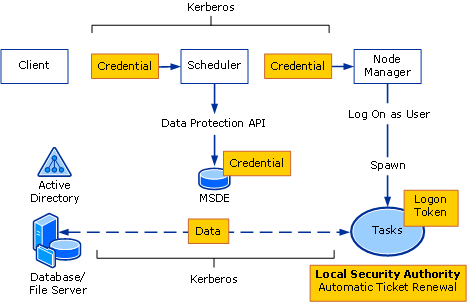 Kerberos
Client
Credential
Scheduler
Credential
Node
Manager
Data Protection API
Log On as User
Credential
MSDE
Spawn
Active
Directory
Logon
Token
Data
Tasks
Database/
File Server
Kerberos
Local Security Authority
Automatic Ticket Renewal